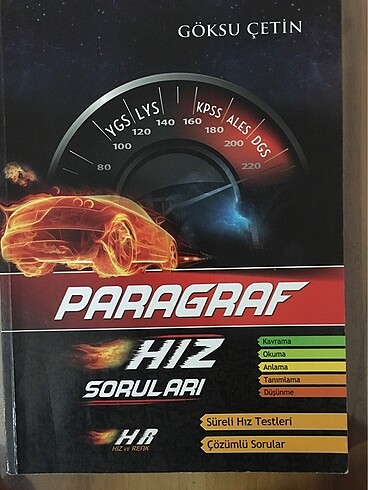 GÖKSU ÇETİN
YGS
LYS
KPSS
ALES
DGS
80
100
120
140
160
180
200
220
PARAGRAF
HIZ
SORULARI
Kavrama
Okuma
Anlama
Tanımlama
Düşünme
Süreli Hız Testleri
Çözümlü Sorular
HR
HIZ ve RENK